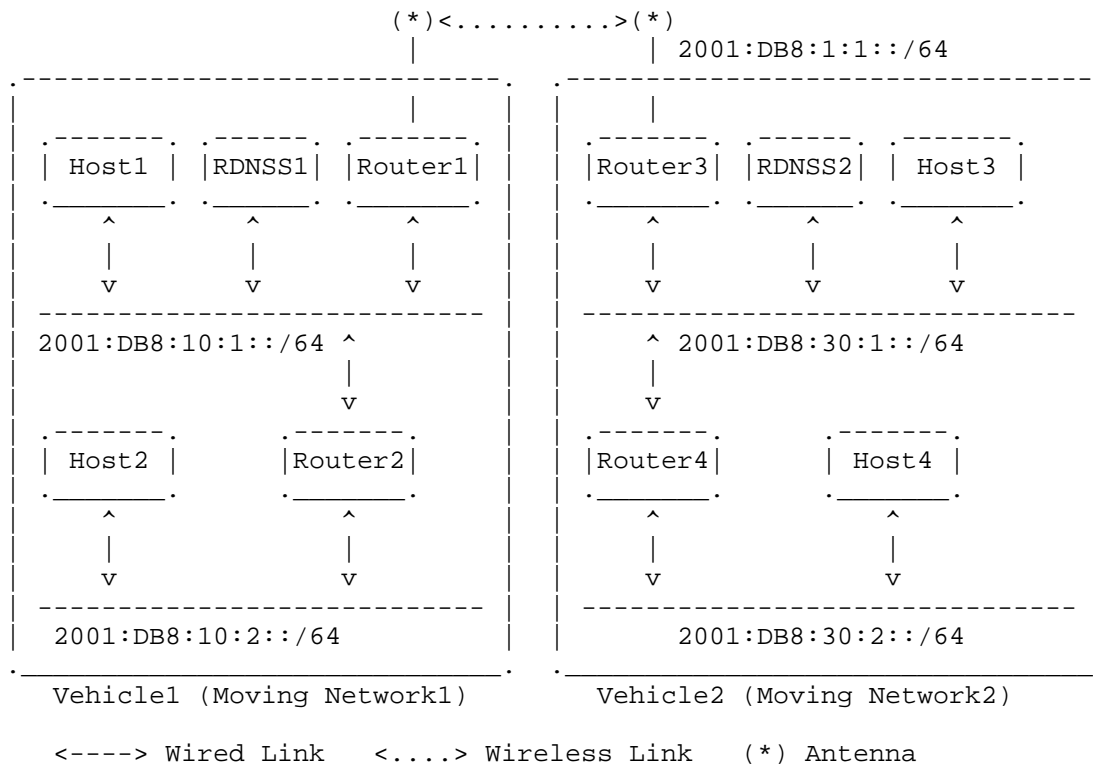 (*)<..........>(*)
2001:DB8:1:1::/64
Host1 RDNSS1 Router1 Router3 RDNSS2 Host3
2001:DB8:10:1::/64 2001:DB8:30:1::/64
Host2 Router2 Router4 Host4
2001:DB8:10:2::/64 2001:DB8:30:2::/64
Vehicle1 (Moving Network1) Vehicle2 (Moving Network2)
<----> Wired Link <....> Wireless Link (*) Antenna